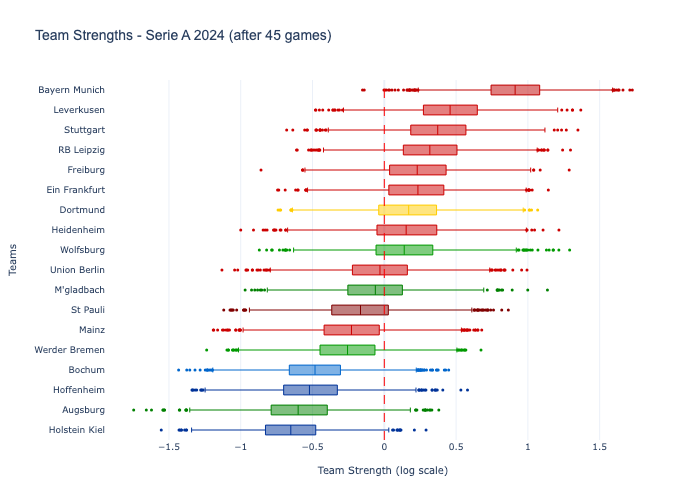 Team Strengths - Serie A 2024 (after 45 games)
Bayern Munich
Leverkusen
Stuttgart
RB Leipzig
Freiburg
Ein Frankfurt
Dortmund
Heidenheim
Wolfsburg
Union Berlin
M'gladbach
St Pauli
Mainz
Werder Bremen
Bochum
Hoffenheim
Augsburg
Holstein Kiel
Teams
−1.5 −1 −0.5 0 0.5 1 1.5
Team Strength (log scale)